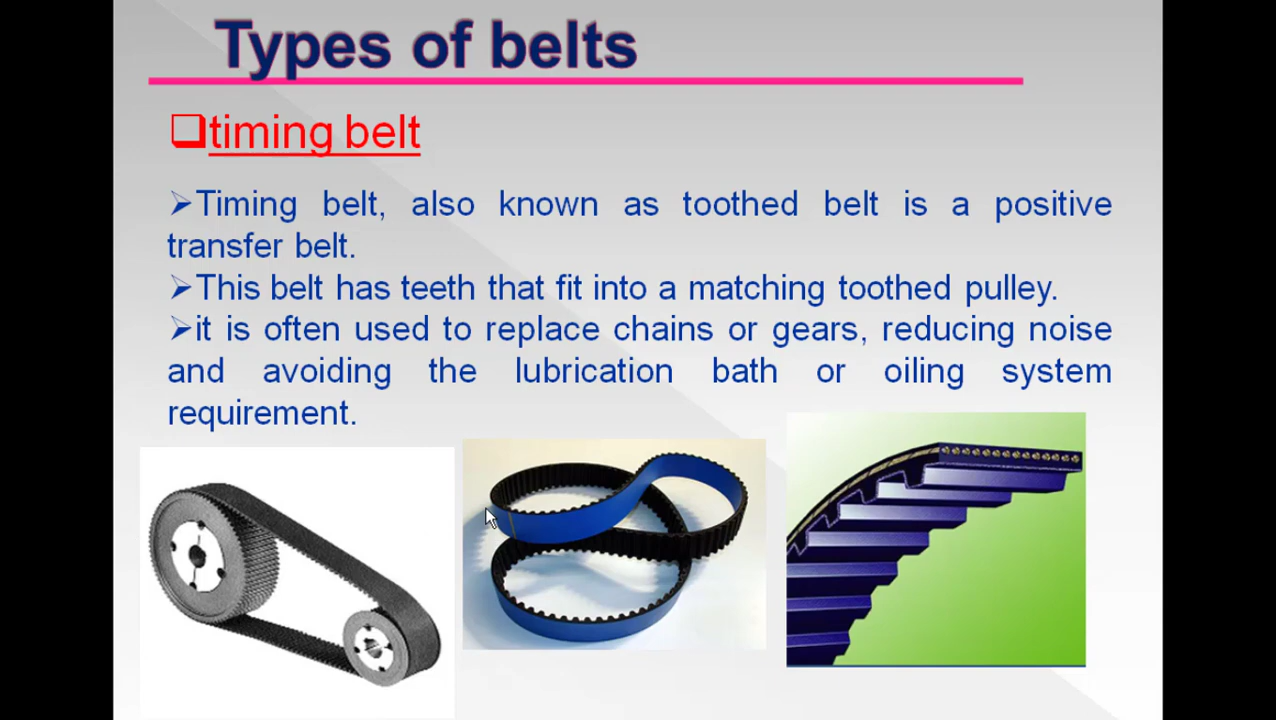 Types of belts
❑timing belt
➢Timing belt, also known as toothed belt is a positive
transfer belt.
➢This belt has teeth that fit into a matching toothed pulley.
➢it is often used to replace chains or gears, reducing noise
and avoiding the lubrication bath or oiling system
requirement.